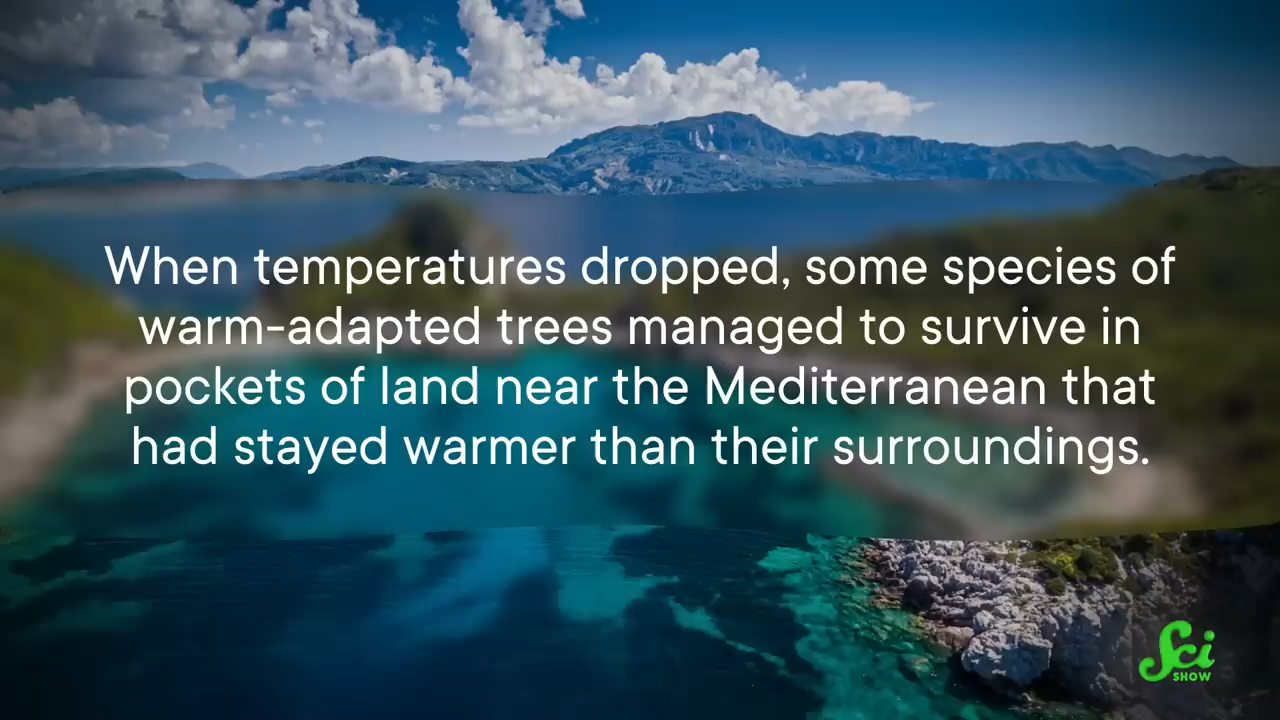 When temperatures dropped, some species of
warm-adapted trees managed to survive in
pockets of land near the Mediterranean that
had stayed warmer than their surroundings.
Sci
SHOW